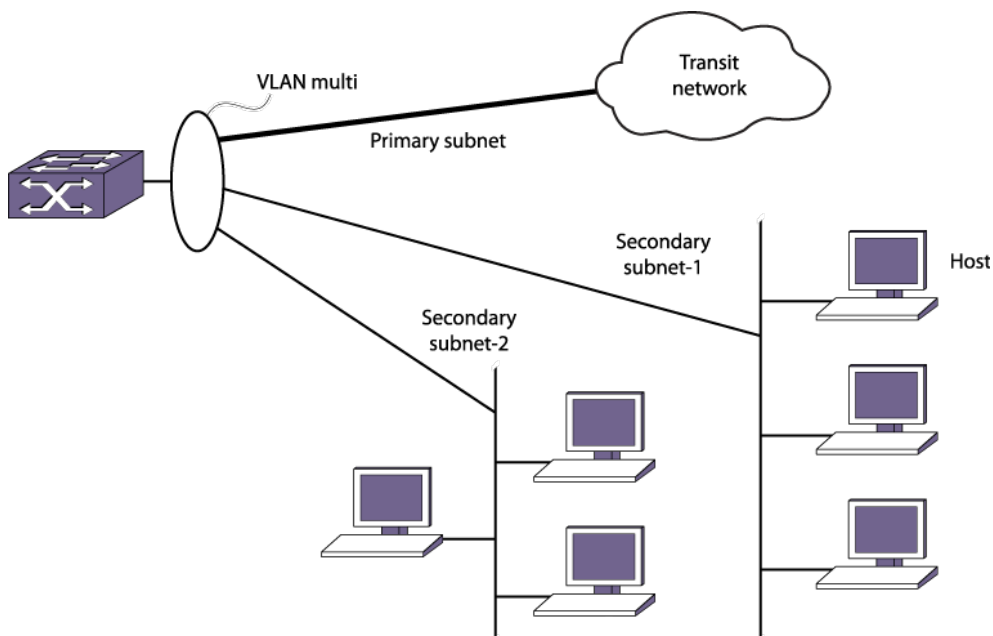 VLAN multi
Transit
network
Primary subnet
Secondary
subnet-1
Host
Secondary
subnet-2